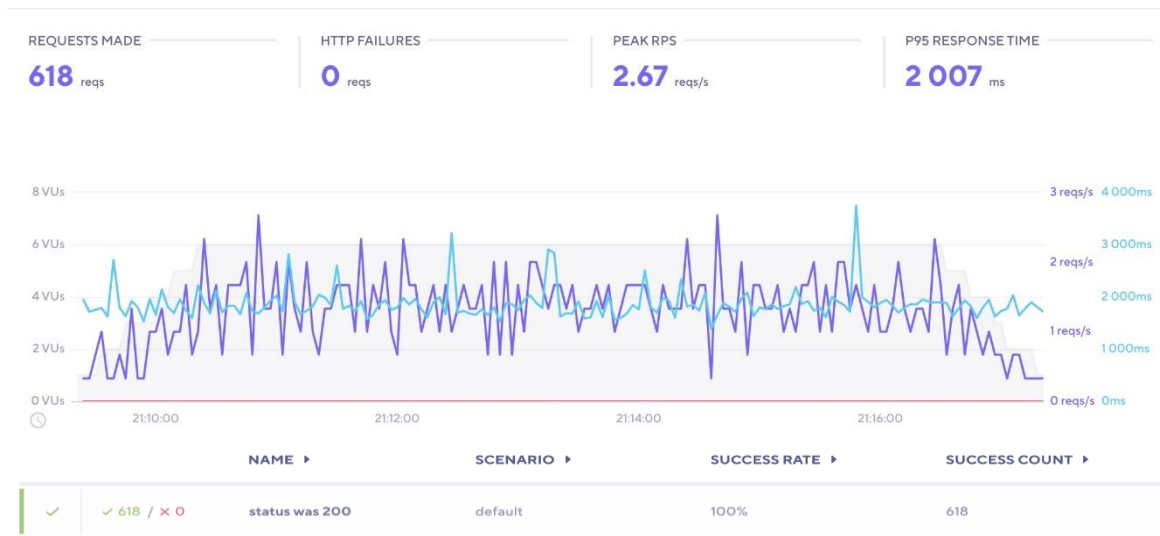 REQUESTS MADE HTTP FAILURES PEAK RPS P95 RESPONSE TIME
618 reqs 0 reqs 2.67 reqs/s 2 007 ms
8 VUs 3 reqs/s 4 000ms
6 VUs 3 000ms
2 reqs/s
4 VUs 2 000ms
1 reqs/s
2 VUs 1 000ms
0 VUs 0 reqs/s 0ms
21:10:00 21:12:00 21:14:00 21:16:00
NAME SCENARIO SUCCESS RATE SUCCESS COUNT
✓ ✓ 618 / ✕ 0 status was 200 default 100% 618